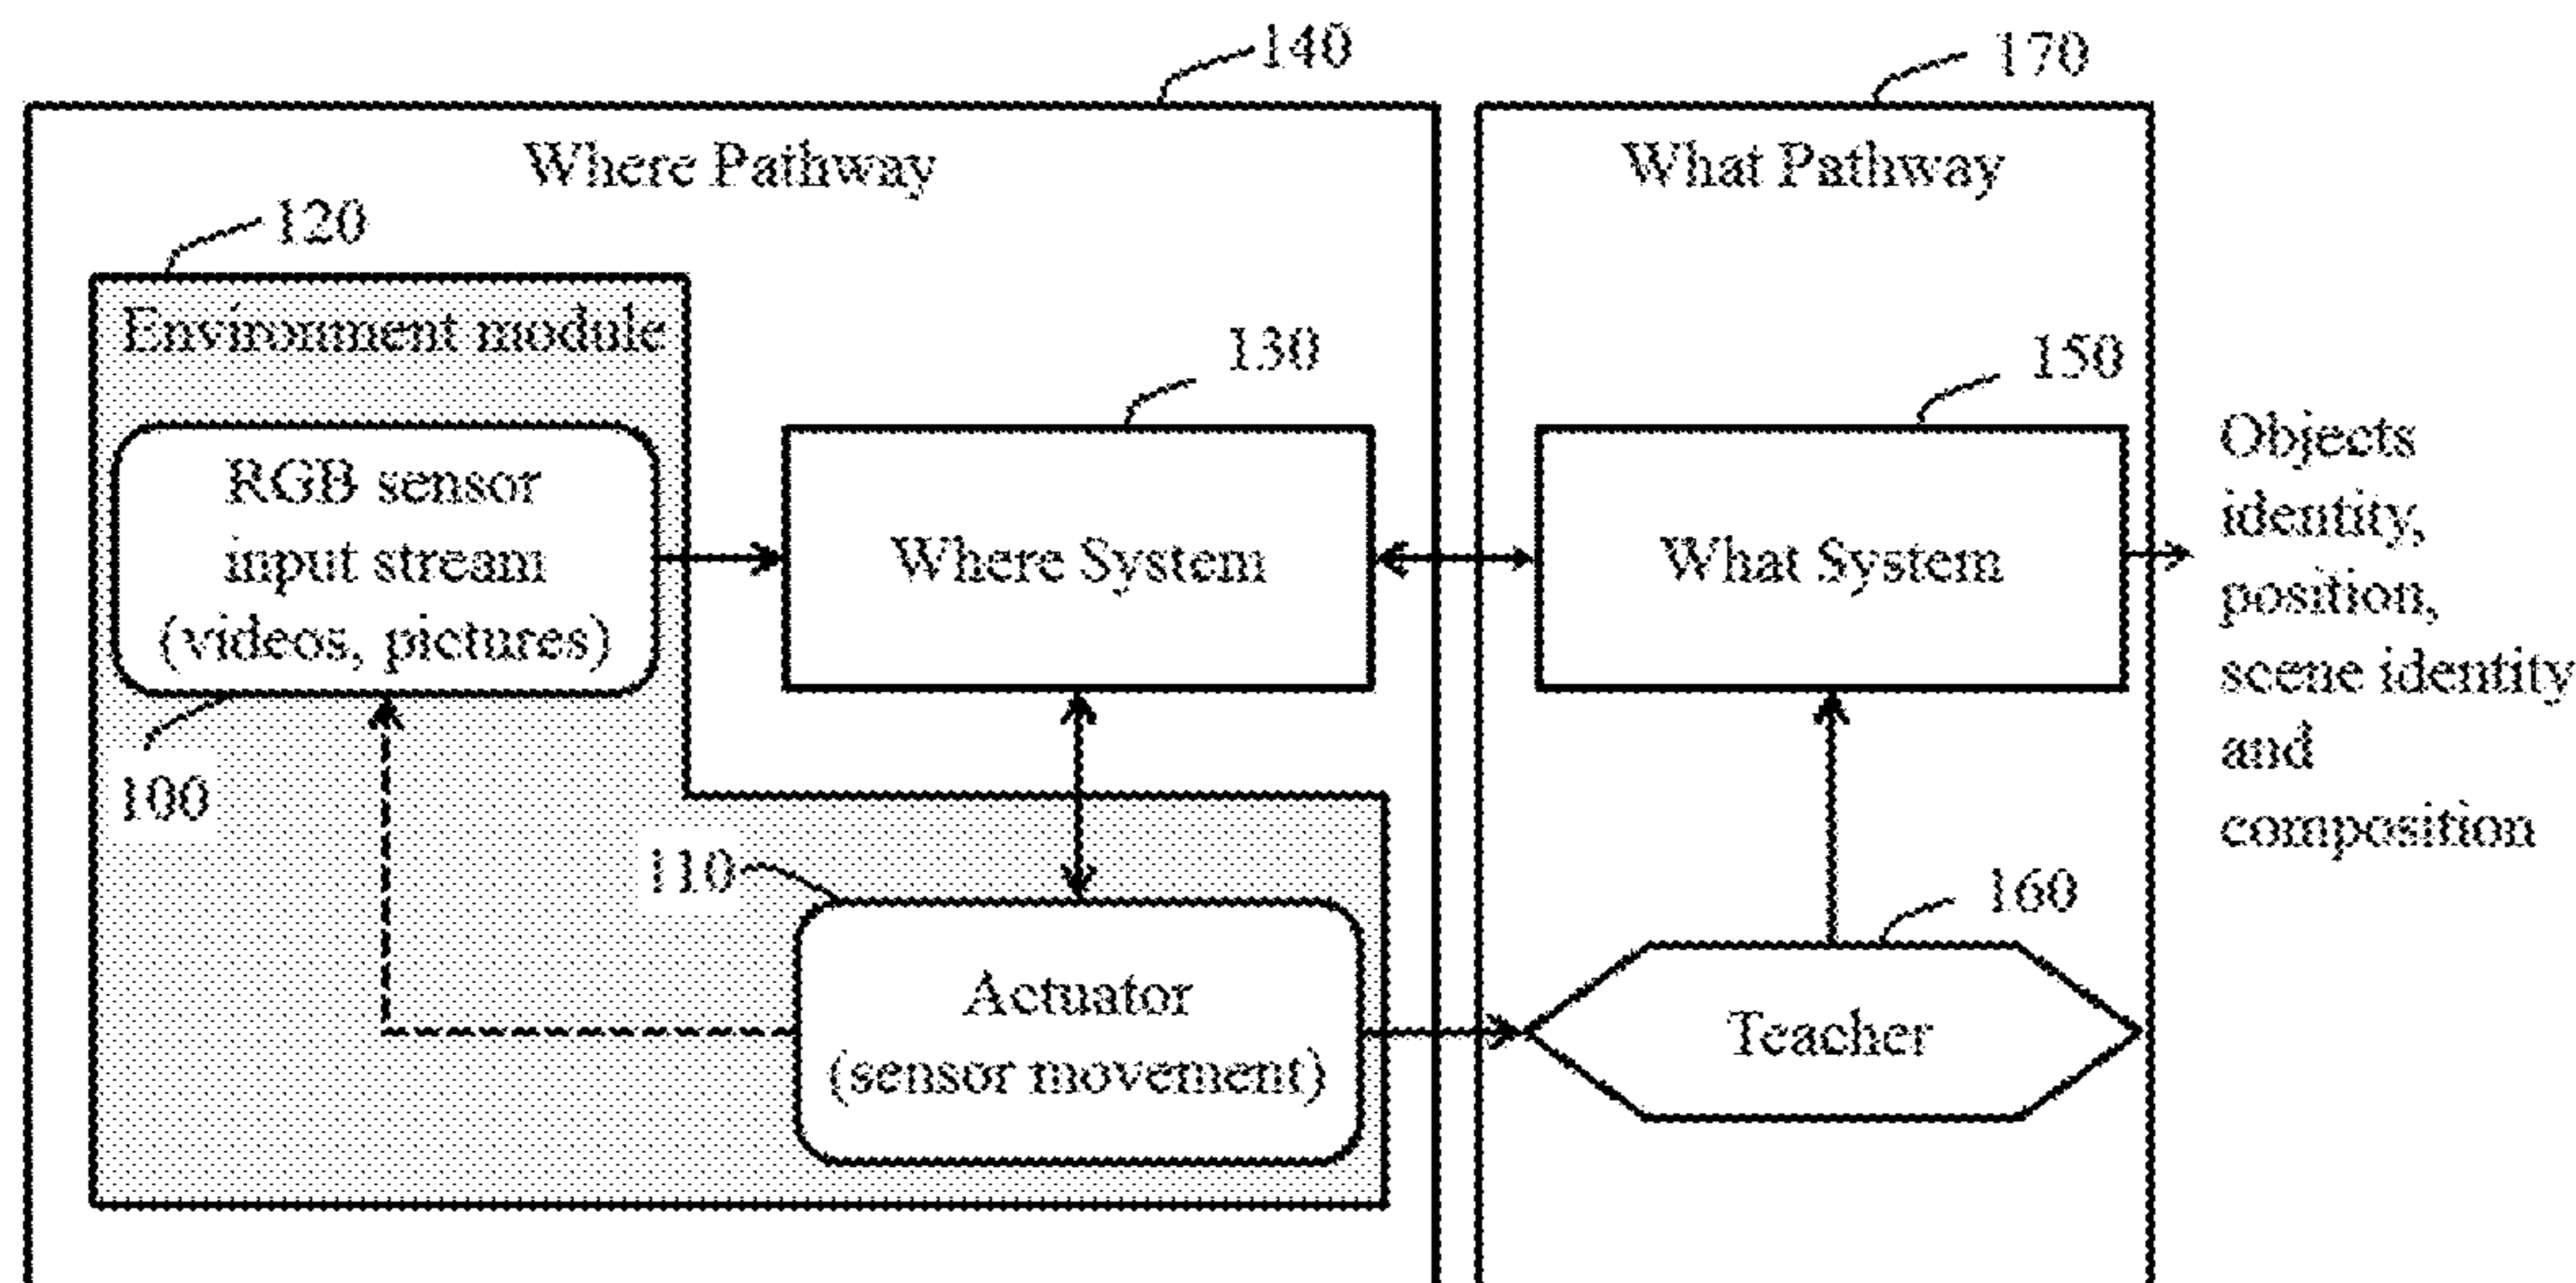 140
170
Where Pathway
What Pathway
120
Environment module
130
150
RGB sensor
input stream
(videos, pictures)
Where System
What System
Objects
identity,
position,
scene identity
and
composition
100
110
160
Actuator
(sensor movement)
Teacher